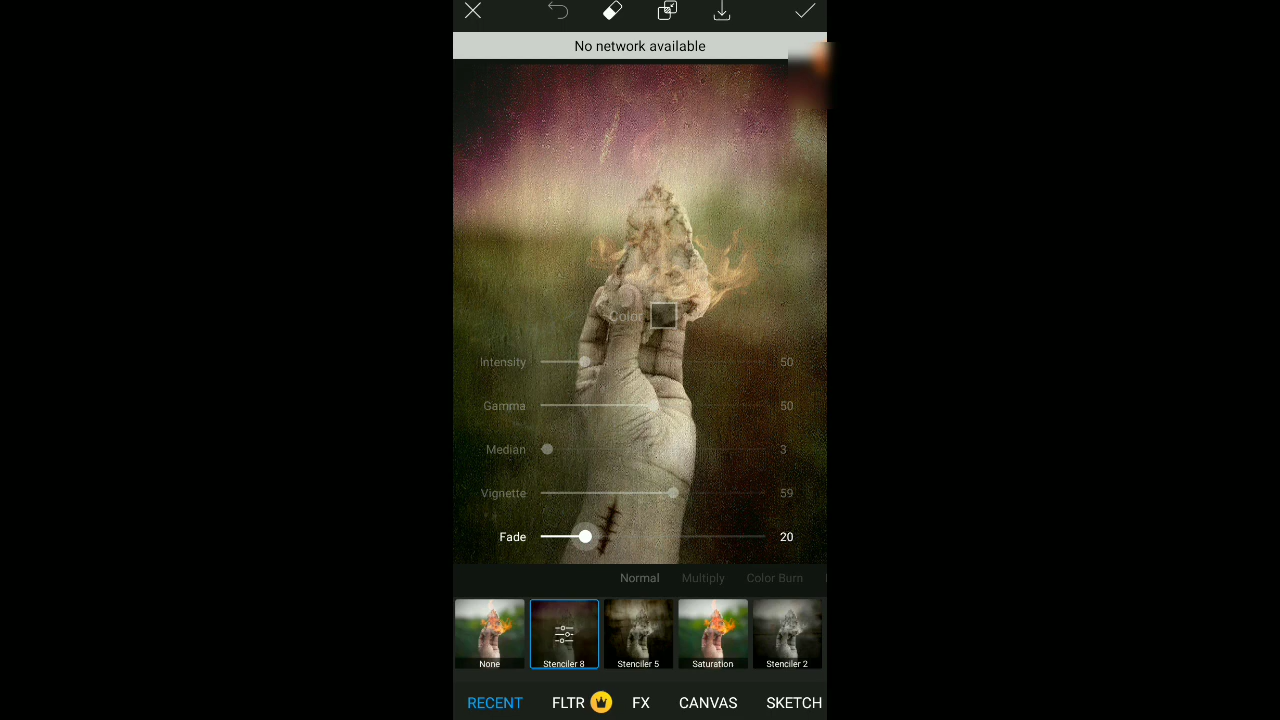 No network available
Color
Intensity 50
Gamma 50
Median 3
Vignette 59
Fade 20
Normal Multiply Color Burn
None Stenciler 8 Stenciler 5 Saturation Stenciler 2
RECENT FLTR FX CANVAS SKETCH